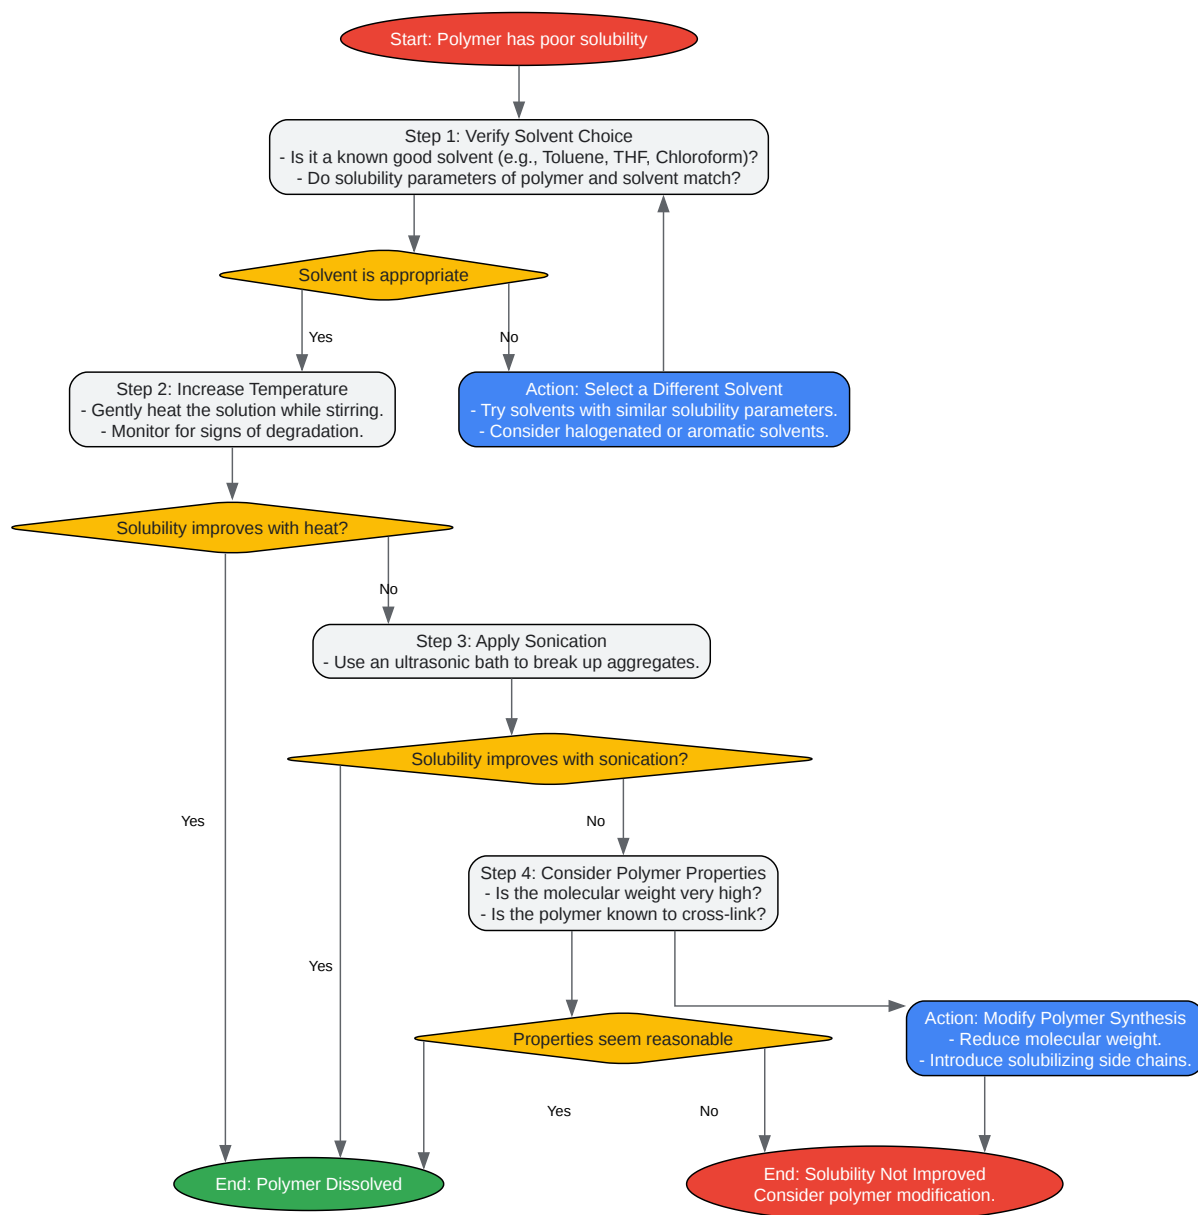 Start: Polymer has poor solubility
Step 1: Verify Solvent Choice
- Is it a known good solvent (e.g., Toluene, THF, Chloroform)?
- Do solubility parameters of polymer and solvent match?
Solvent is appropriate
Yes
No
Step 2: Increase Temperature
- Gently heat the solution while stirring.
- Monitor for signs of degradation.
Action: Select a Different Solvent
- Try solvents with similar solubility parameters.
- Consider halogenated or aromatic solvents.
Solubility improves with heat?
No
Step 3: Apply Sonication
- Use an ultrasonic bath to break up aggregates.
Solubility improves with sonication?
Yes
No
Step 4: Consider Polymer Properties
- Is the molecular weight very high?
- Is the polymer known to cross-link?
Yes
Properties seem reasonable
Action: Modify Polymer Synthesis
- Reduce molecular weight.
- Introduce solubilizing side chains.
Yes
No
End: Polymer Dissolved
End: Solubility Not Improved
Consider polymer modification.